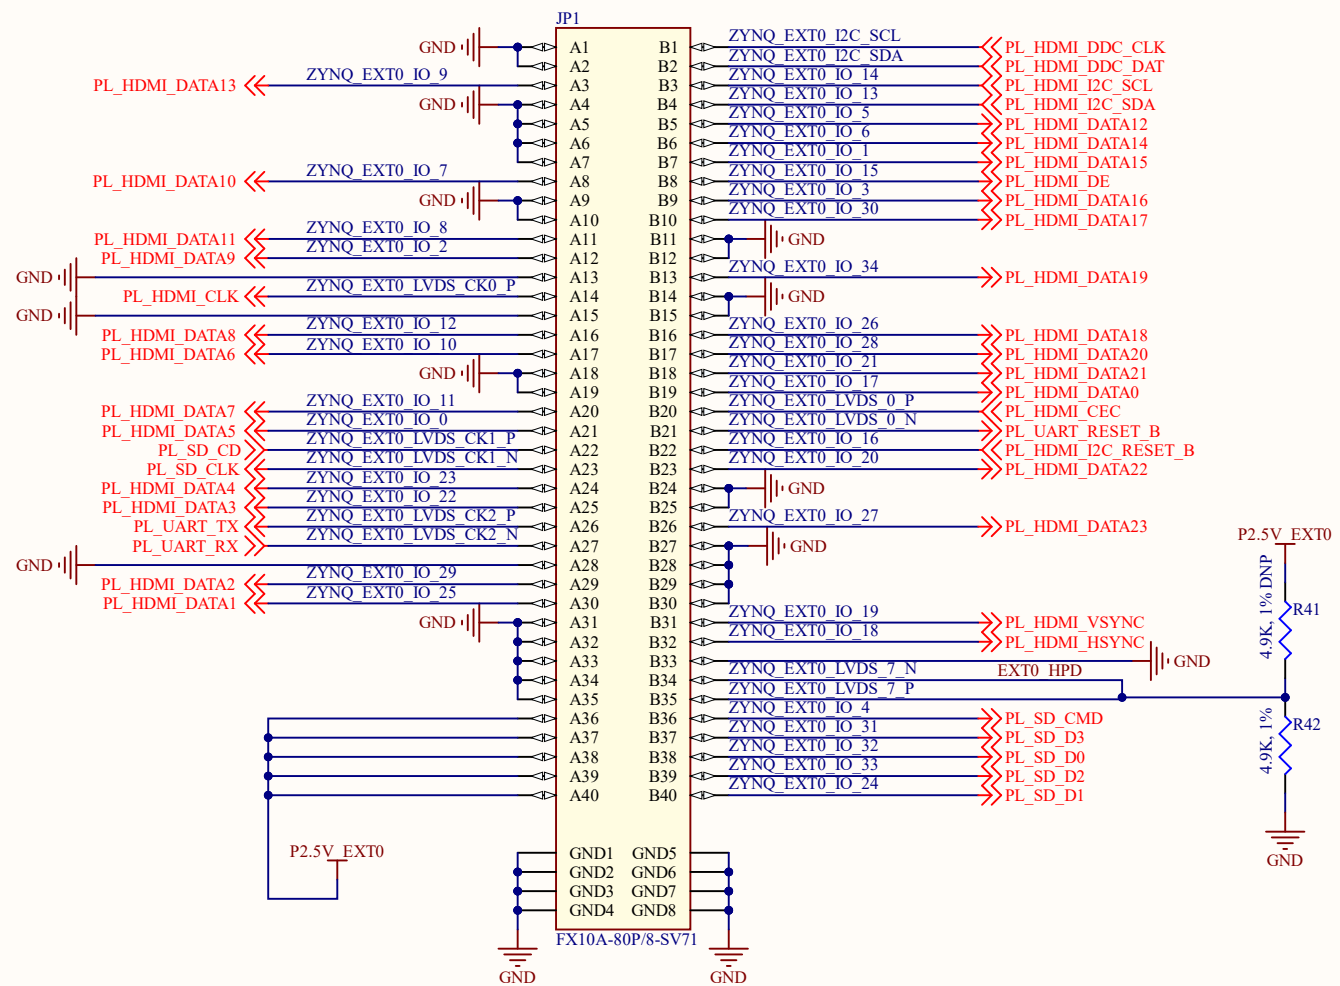 JP1
GND A1 B1 ZYNQ_EXT0_I2C_SCL PL_HDMI_DDC_CLK
A2 B2 ZYNQ_EXT0_I2C_SDA PL_HDMI_DDC_DAT
PL_HDMI_DATA13 ZYNQ_EXT0_IO_9 A3 B3 ZYNQ_EXT0_IO_14 PL_HDMI_I2C_SCL
GND A4 B4 ZYNQ_EXT0_IO_13 PL_HDMI_I2C_SDA
A5 B5 ZYNQ_EXT0_IO_5 PL_HDMI_DATA12
A6 B6 ZYNQ_EXT0_IO_6 PL_HDMI_DATA14
A7 B7 ZYNQ_EXT0_IO_1 PL_HDMI_DATA15
PL_HDMI_DATA10 ZYNQ_EXT0_IO_7 A8 B8 ZYNQ_EXT0_IO_15 PL_HDMI_DE
GND A9 B9 ZYNQ_EXT0_IO_3 PL_HDMI_DATA16
A10 B10 ZYNQ_EXT0_IO_30 PL_HDMI_DATA17
PL_HDMI_DATA11 ZYNQ_EXT0_IO_8 A11 B11 GND
PL_HDMI_DATA9 ZYNQ_EXT0_IO_2 A12 B12
GND A13 B13 ZYNQ_EXT0_IO_34 PL_HDMI_DATA19
PL_HDMI_CLK ZYNQ_EXT0_LVDS_CK0_P A14 B14 GND
GND A15 B15
PL_HDMI_DATA8 ZYNQ_EXT0_IO_12 A16 B16 ZYNQ_EXT0_IO_26 PL_HDMI_DATA18
PL_HDMI_DATA6 ZYNQ_EXT0_IO_10 A17 B17 ZYNQ_EXT0_IO_28 PL_HDMI_DATA20
GND A18 B18 ZYNQ_EXT0_IO_21 PL_HDMI_DATA21
A19 B19 ZYNQ_EXT0_IO_17 PL_HDMI_DATA0
PL_HDMI_DATA7 ZYNQ_EXT0_IO_11 A20 B20 ZYNQ_EXT0_LVDS_0_P PL_HDMI_CEC
PL_HDMI_DATA5 ZYNQ_EXT0_IO_0 A21 B21 ZYNQ_EXT0_LVDS_0_N PL_UART_RESET_B
PL_SD_CD ZYNQ_EXT0_LVDS_CK1_P A22 B22 ZYNQ_EXT0_IO_16 PL_HDMI_I2C_RESET_B
PL_SD_CLK ZYNQ_EXT0_LVDS_CK1_N A23 B23 ZYNQ_EXT0_IO_20 PL_HDMI_DATA22
PL_HDMI_DATA4 ZYNQ_EXT0_IO_23 A24 B24 GND
PL_HDMI_DATA3 ZYNQ_EXT0_IO_22 A25 B25
PL_UART_TX ZYNQ_EXT0_LVDS_CK2_P A26 B26 ZYNQ_EXT0_IO_27 PL_HDMI_DATA23
PL_UART_RX ZYNQ_EXT0_LVDS_CK2_N A27 B27 GND
GND A28 B28
PL_HDMI_DATA2 ZYNQ_EXT0_IO_29 A29 B29
PL_HDMI_DATA1 ZYNQ_EXT0_IO_25 A30 B30
GND A31 B31 ZYNQ_EXT0_IO_19 PL_HDMI_VSYNC
A32 B32 ZYNQ_EXT0_IO_18 PL_HDMI_HSYNC
A33 B33 GND
A34 B34 ZYNQ_EXT0_LVDS_7_N EXT0_HPD
A35 B35 ZYNQ_EXT0_LVDS_7_P
A36 B36 ZYNQ_EXT0_IO_4 PL_SD_CMD
A37 B37 ZYNQ_EXT0_IO_31 PL_SD_D3
A38 B38 ZYNQ_EXT0_IO_32 PL_SD_D0
A39 B39 ZYNQ_EXT0_IO_33 PL_SD_D2
A40 B40 ZYNQ_EXT0_IO_24 PL_SD_D1
P2.5V_EXT0
GND1 GND5
GND2 GND6
GND3 GND7
GND4 GND8
FX10A-80P/8-SV71
GND GND
P2.5V_EXT0
R41
4.9K, 1% DNP
R42
4.9K, 1%
GND